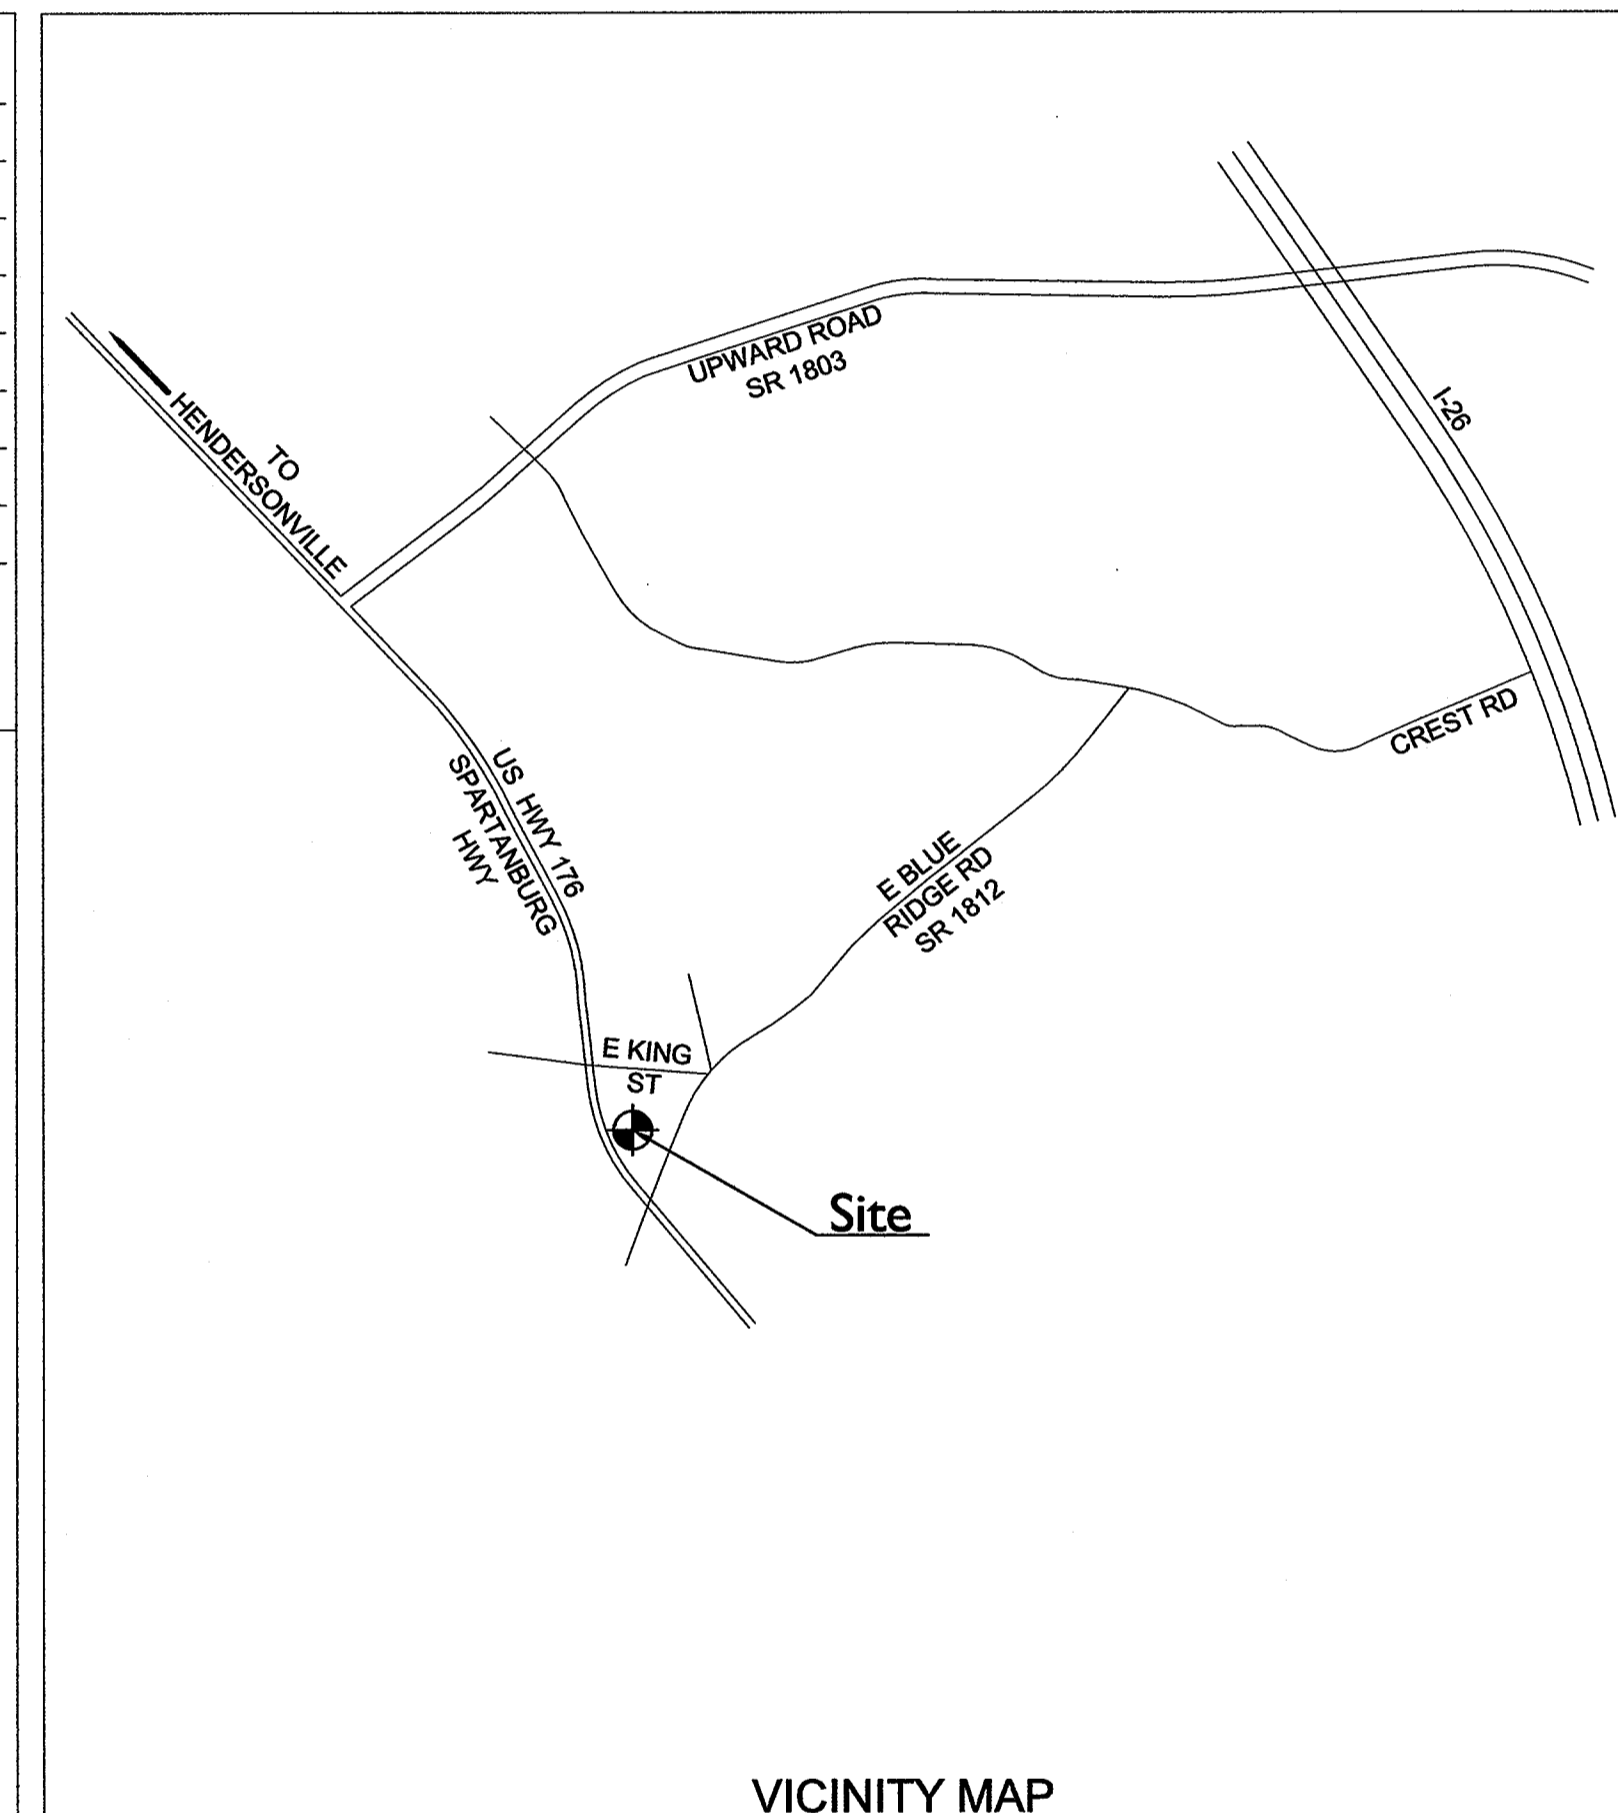 UPWARD ROAD
SR 1803
I-26
TO
HENDERSONVILLE
CREST RD
US HWY 176
SPARTANBURG
HWY
E BLUE
RIDGE RD
SR 1812
E KING
ST
Site
VICINITY MAP